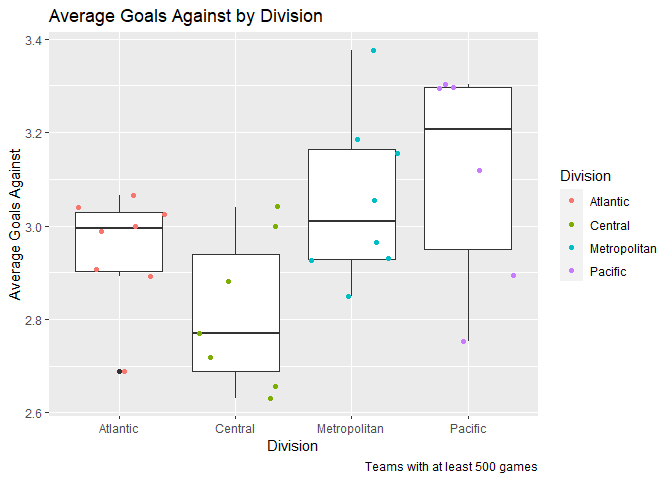 Average Goals Against by Division
Average Goals Against
3.4
3.2
3.0
2.8
2.6
Atlantic
Central
Metropolitan
Pacific
Division
Teams with at least 500 games
Division
Atlantic
Central
Metropolitan
Pacific